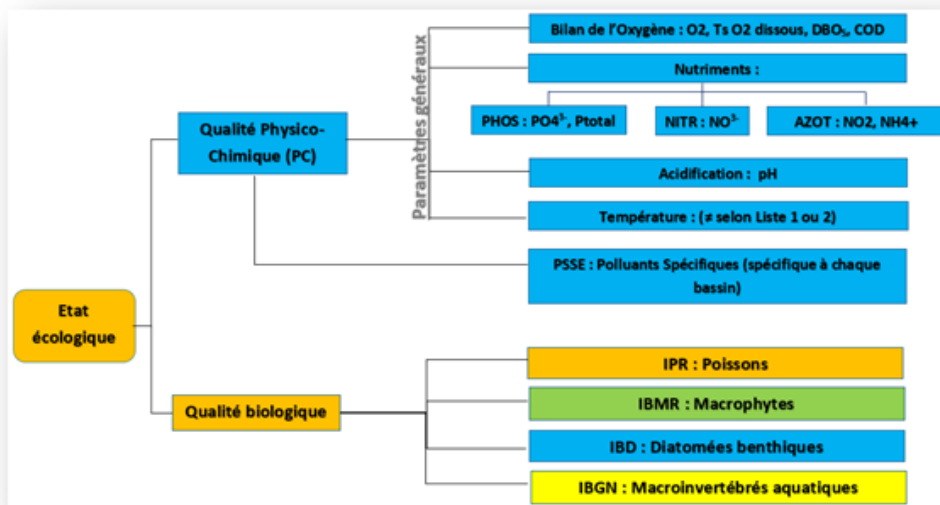 Bilan de l'Oxygène : O2, Ts O2 dissous, DBO₅, COD
Nutriments :
PHOS : PO4³⁻, Ptotal
NITR : NO³⁻
AZOT : NO2, NH4+
Qualité Physico-
Chimique (PC)
Paramètres généraux
Acidification : pH
Température : (≠ selon Liste 1 ou 2)
PSSE : Polluants Spécifiques (spécifique à chaque
bassin)
Etat
écologique
Qualité biologique
IPR : Poissons
IBMR : Macrophytes
IBD : Diatomées benthiques
IBGN : Macroinvertébrés aquatiques